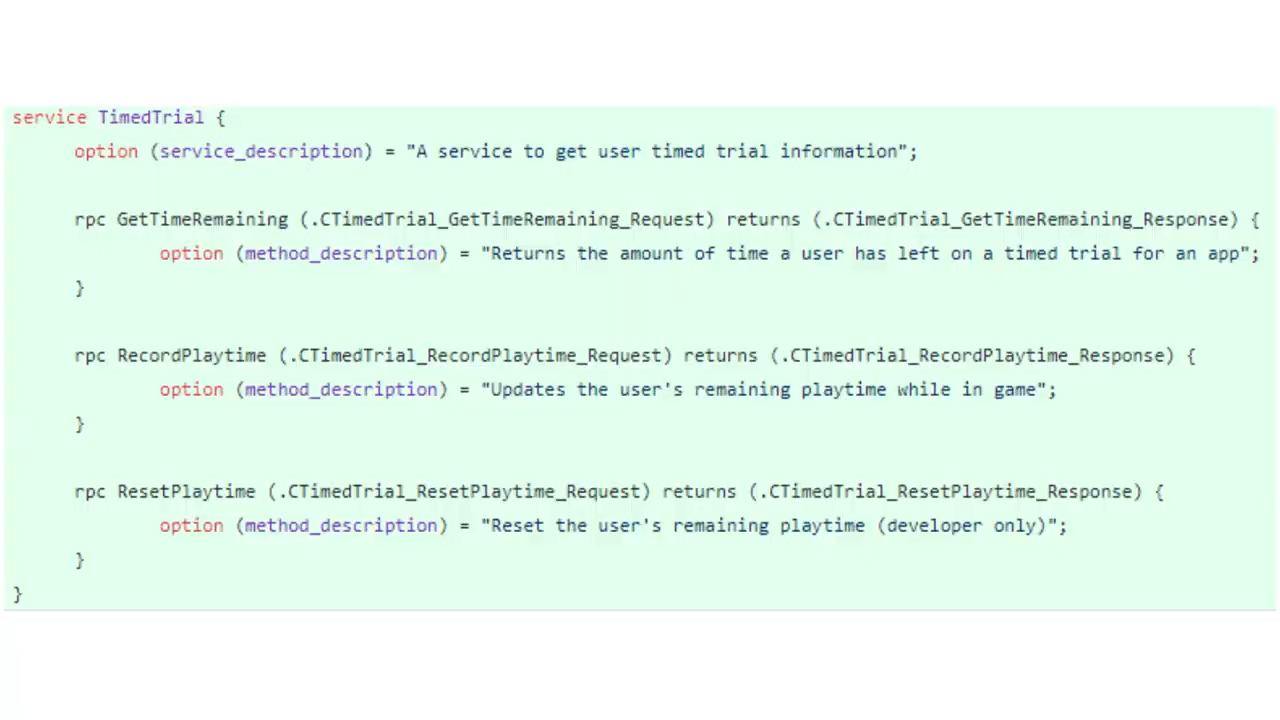 service TimedTrial {
option (service_description) = "A service to get user timed trial information";
rpc GetTimeRemaining (.CTimedTrial_GetTimeRemaining_Request) returns (.CTimedTrial_GetTimeRemaining_Response) {
option (method_description) = "Returns the amount of time a user has left on a timed trial for an app";
}
rpc RecordPlaytime (.CTimedTrial_RecordPlaytime_Request) returns (.CTimedTrial_RecordPlaytime_Response) {
option (method_description) = "Updates the user's remaining playtime while in game";
}
rpc ResetPlaytime (.CTimedTrial_ResetPlaytime_Request) returns (.CTimedTrial_ResetPlaytime_Response) {
option (method_description) = "Reset the user's remaining playtime (developer only)";
}
}